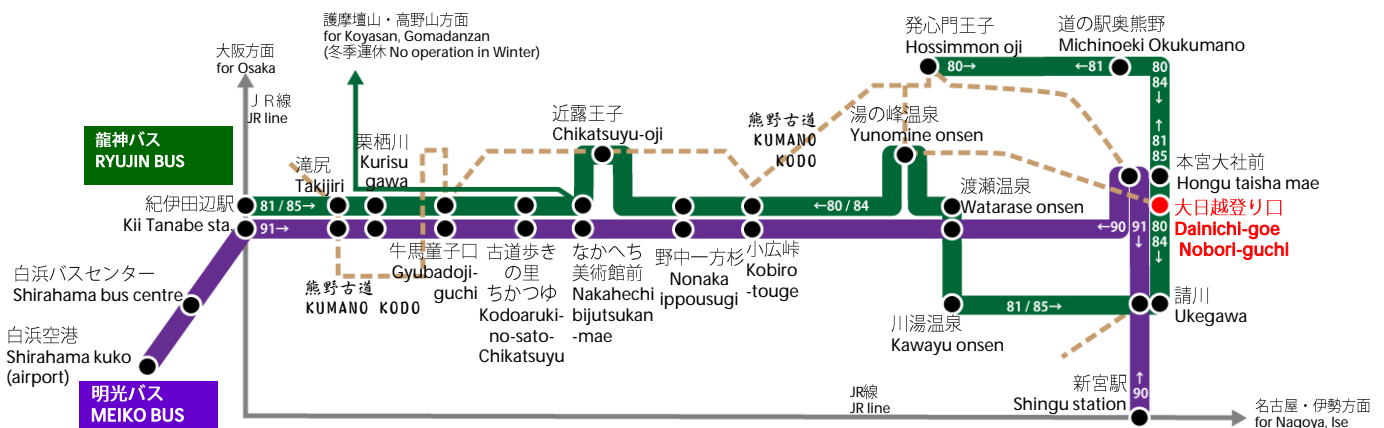 護摩壇山・高野山方面
for Koyasan, Gomadanzan
(冬季運休 No operation in Winter)
大阪方面
for Osaka
JR線
JR line
龍神バス
RYUJIN BUS
滝尻
Takijiri
栗栖川
Kurisu
gawa
近露王子
Chikatsuyu-oji
熊野古道
KUMANO
KODO
発心門王子
Hossimmon oji
道の駅奥熊野
Michinoeki Okukumano
80→
←81
80
84
↓
↑
81
85
湯の峰温泉
Yunomine onsen
本宮大社前
Hongu taisha mae
大日越登り口
Dainichi-goe
Nobori-guchi
渡瀬温泉
Watarase onsen
紀伊田辺駅
Kii Tanabe sta.
81 / 85→
←80 / 84
91→
←90
91
↓
80
84
↓
白浜バスセンター
Shirahama bus centre
白浜空港
Shirahama kuko
(airport)
明光バス
MEIKO BUS
熊野古道
KUMANO KODO
牛馬童子口
Gyubadoji-
guchi
古道歩き
の里
ちかつゆ
Kodoaruki-
no-sato-
Chikatsuyu
なかへち
美術館前
Nakahechi
bijutsukan
-mae
野中一方杉
Nonaka
ippousugi
小広峠
Kobiro
-touge
81 / 85→
川湯温泉
Kawayu onsen
請川
Ukegawa
新宮駅
Shingu station
↑
90
JR線
JR line
名古屋・伊勢方面
for Nagoya, Ise